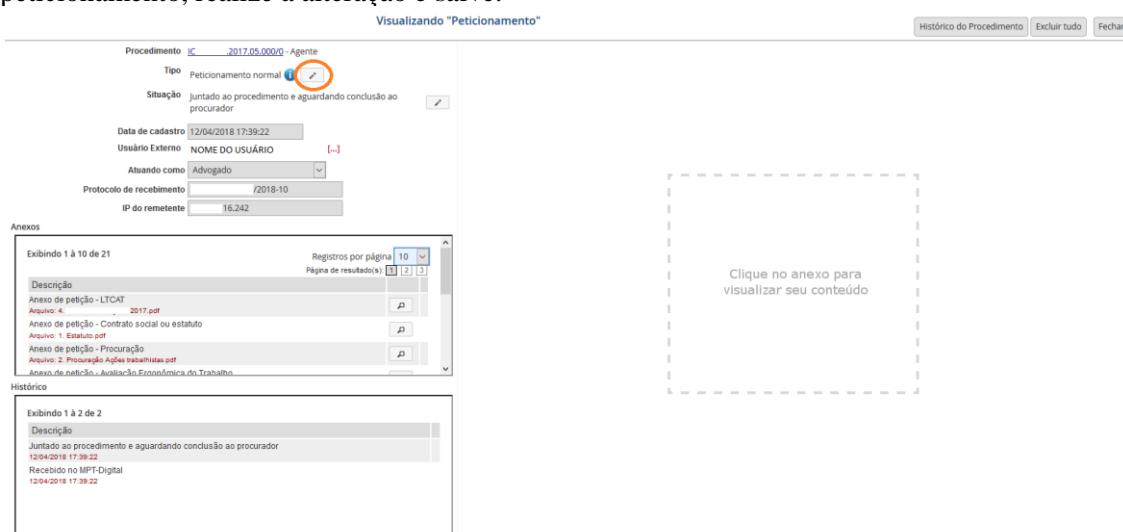 peticionamento, realize a alteração e salve.
Visualizando "Peticionamento"
Histórico do Procedimento Excluir tudo Fechar
Procedimento IC .2017.05.000/0 - Agente
Tipo Peticionamento normal
Situação Juntado ao procedimento e aguardando conclusão ao
procurador
Data de cadastro 12/04/2018 17:39:22
Usuário Externo NOME DO USUÁRIO [...]
Atuando como Advogado
Protocolo de recebimento /2018-10
IP do remetente 16.242
Anexos
Exibindo 1 à 10 de 21 Registros por página 10
Página de resultado(s): 1 2 3
Descrição
Anexo de petição - LTCAT
Arquivo: 4. 2017.pdf
Anexo de petição - Contrato social ou estatuto
Arquivo: 1. Estatuto.pdf
Anexo de petição - Procuração
Arquivo: 2. Procuração Ações trabalhistas.pdf
Anexo de petição - Avaliação Ergonômica do Trabalho
Clique no anexo para
visualizar seu conteúdo
Histórico
Exibindo 1 à 2 de 2
Descrição
Juntado ao procedimento e aguardando conclusão ao procurador
12/04/2018 17:39:22
Recebido no MPT-Digital
12/04/2018 17:39:22